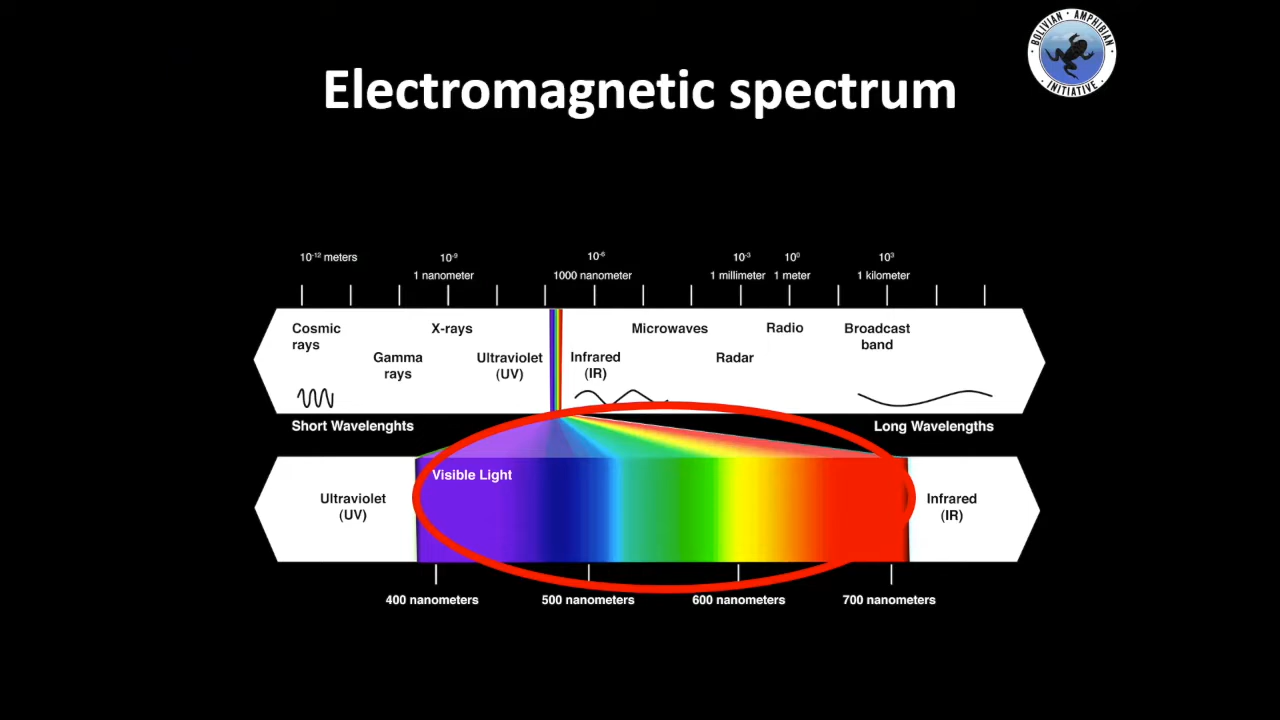 BOLIVIAN · AMPHIBIAN
· INITIATIVE ·
Electromagnetic spectrum
10⁻¹² meters
10⁻⁹
1 nanometer
10⁻⁶
1000 nanometer
10⁻³
1 millimeter
10⁰
1 meter
10³
1 kilometer
Cosmic
rays
Gamma
rays
X-rays
Ultraviolet
(UV)
Infrared
(IR)
Microwaves
Radar
Radio
Broadcast
band
Short Wavelenghts
Long Wavelengths
Ultraviolet
(UV)
Visible Light
Infrared
(IR)
400 nanometers
500 nanometers
600 nanometers
700 nanometers